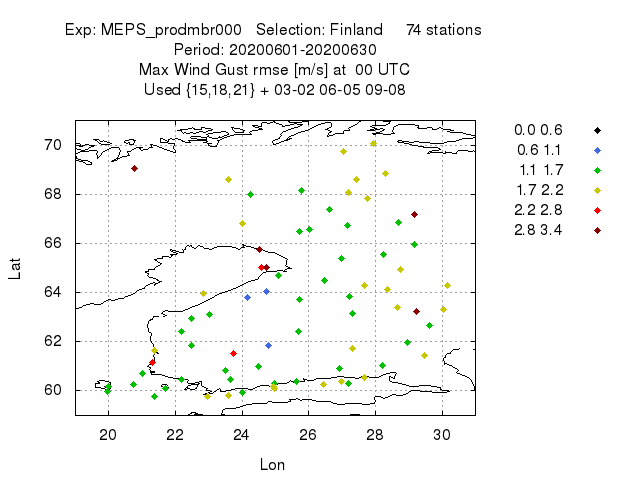 Exp: MEPS_prodmbr000 Selection: Finland 74 stations
Period: 20200601-20200630
Max Wind Gust rmse [m/s] at 00 UTC
Used {15,18,21} + 03-02 06-05 09-08
0.0 0.6
0.6 1.1
1.1 1.7
1.7 2.2
2.2 2.8
2.8 3.4
70
68
66
64
62
60
Lat
20 22 24 26 28 30
Lon